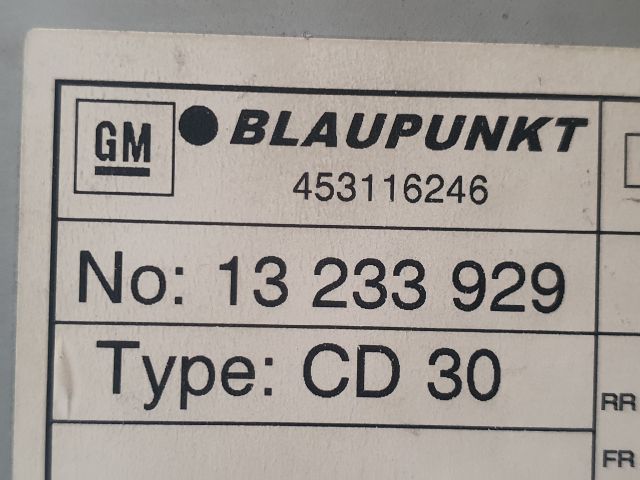 GM BLAUPUNKT
453116246
No: 13 233 929
Type: CD 30
RR
FR